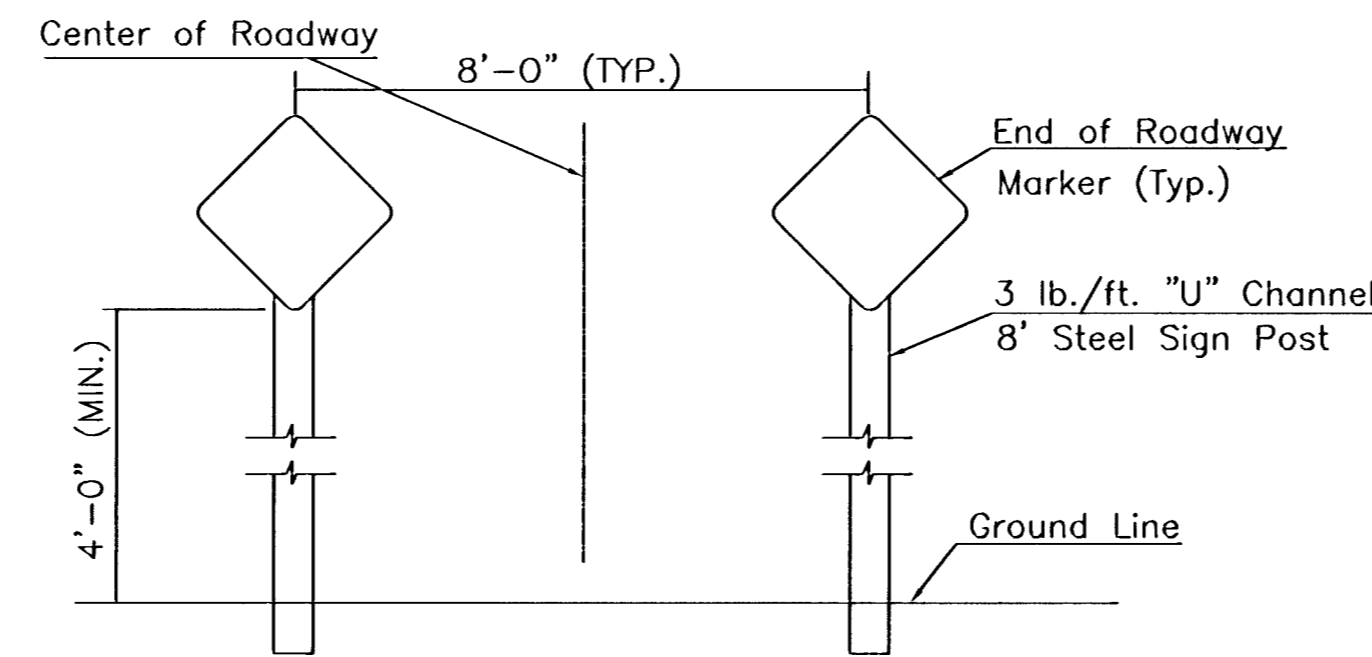 Center of Roadway
8'-0" (TYP.)
End of Roadway
Marker (Typ.)
3 lb./ft. "U" Channel
8' Steel Sign Post
4'-0" (MIN.)
Ground Line